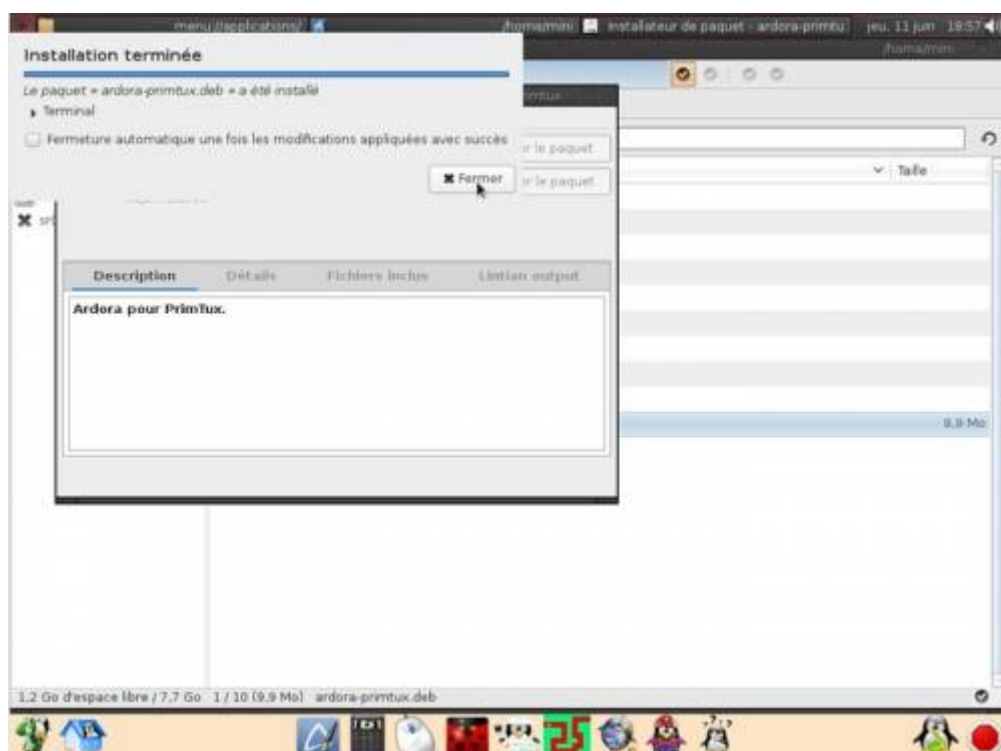 menu://applications/
/home/mini
Installateur de paquet - ardora-primtu
jeu. 11 juin 18:57
/home/mini
Installation terminée
Le paquet « ardora-primtux.deb » a été installé
Terminal
Fermeture automatique une fois les modifications appliquées avec succès
Fermer
r le paquet
r le paquet
Taille
Description
Détails
Fichiers inclus
Lintian output
Ardora pour PrimTux.
9,9 Mo
1,2 Go d'espace libre / 7,7 Go 1 / 10 (9,9 Mo) ardora-primtux.deb